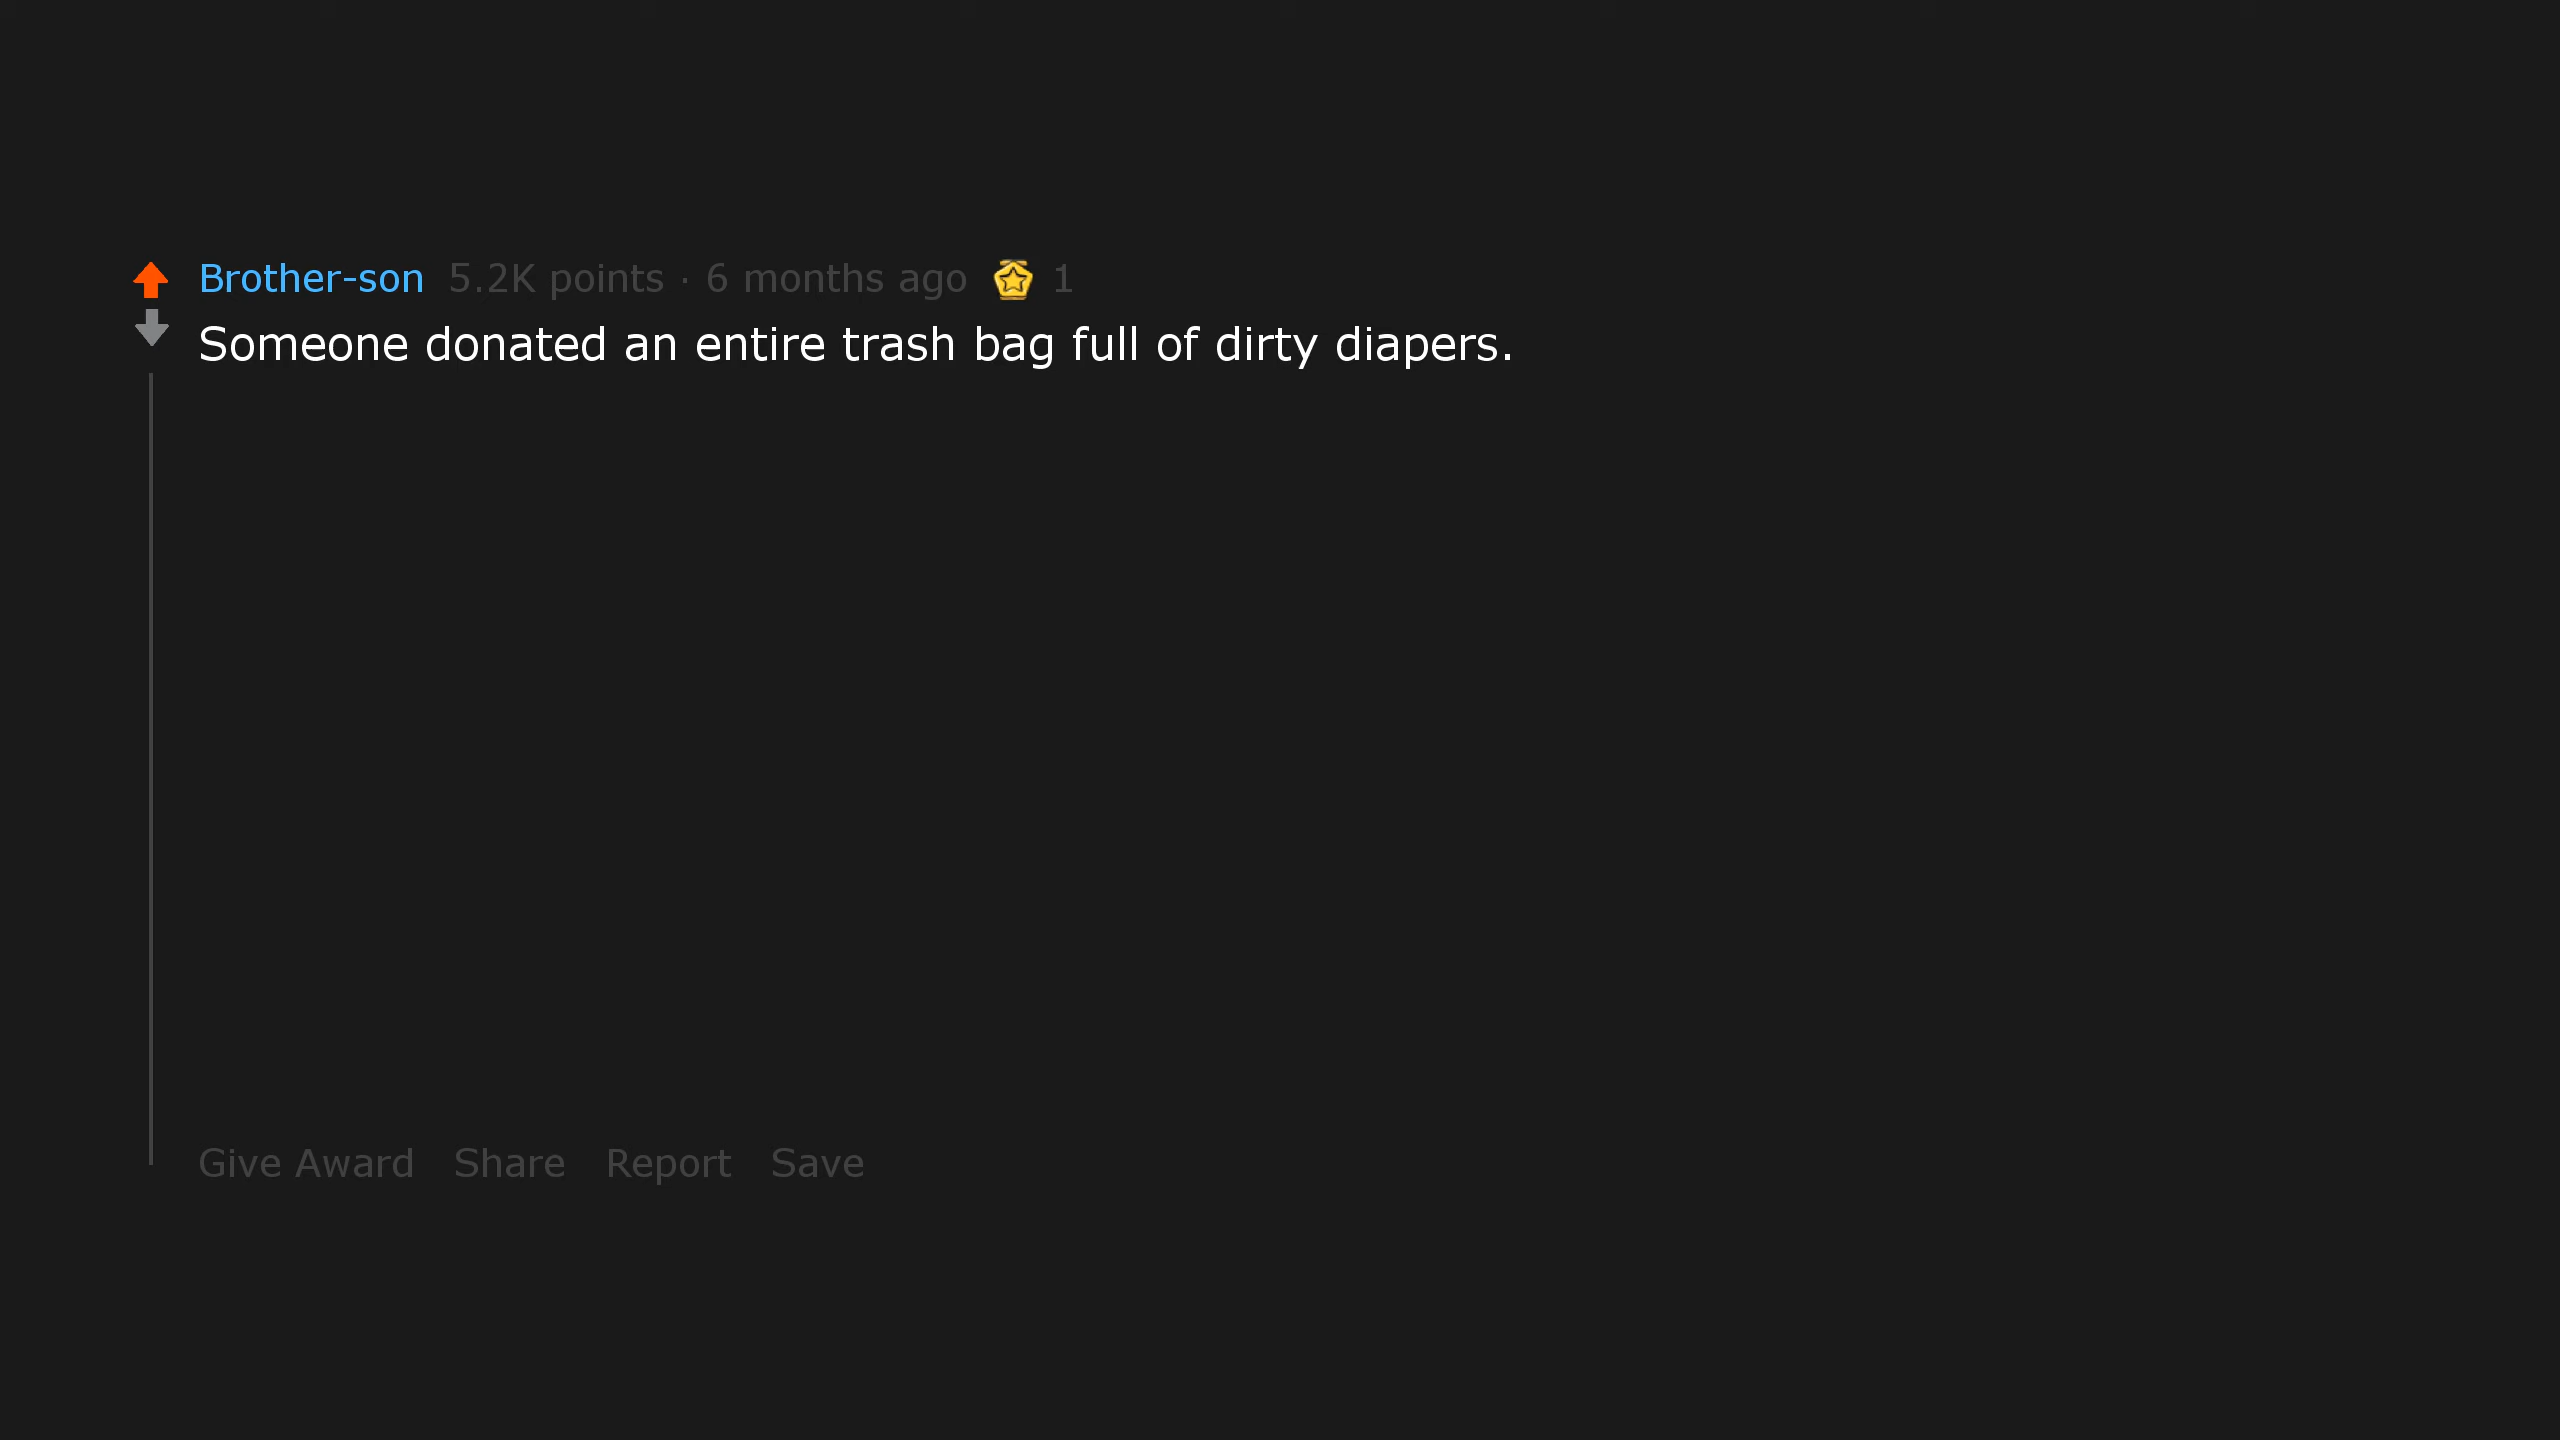 Brother-son 5.2K points · 6 months ago 1
Someone donated an entire trash bag full of dirty diapers.
Give Award Share Report Save